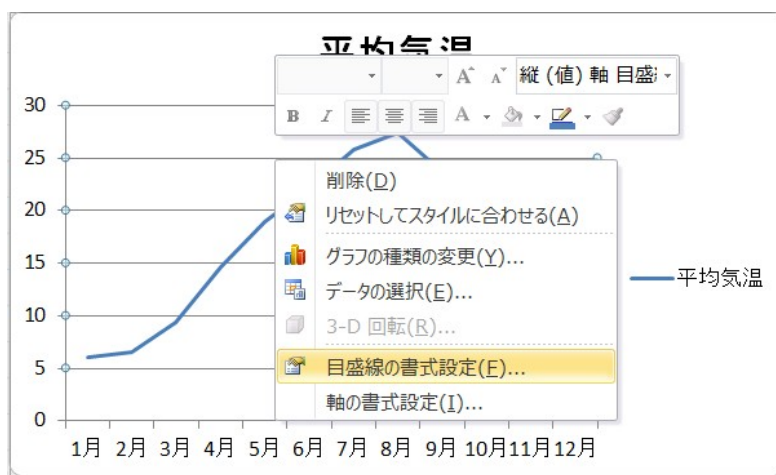 平均気温
縦 (値) 軸 目盛
B I A
30
25
20
15
10
5
0
削除(D)
リセットしてスタイルに合わせる(A)
グラフの種類の変更(Y)...
データの選択(E)...
3-D 回転(R)...
目盛線の書式設定(F)...
軸の書式設定(I)...
平均気温
1月 2月 3月 4月 5月 6月 7月 8月 9月 10月 11月 12月